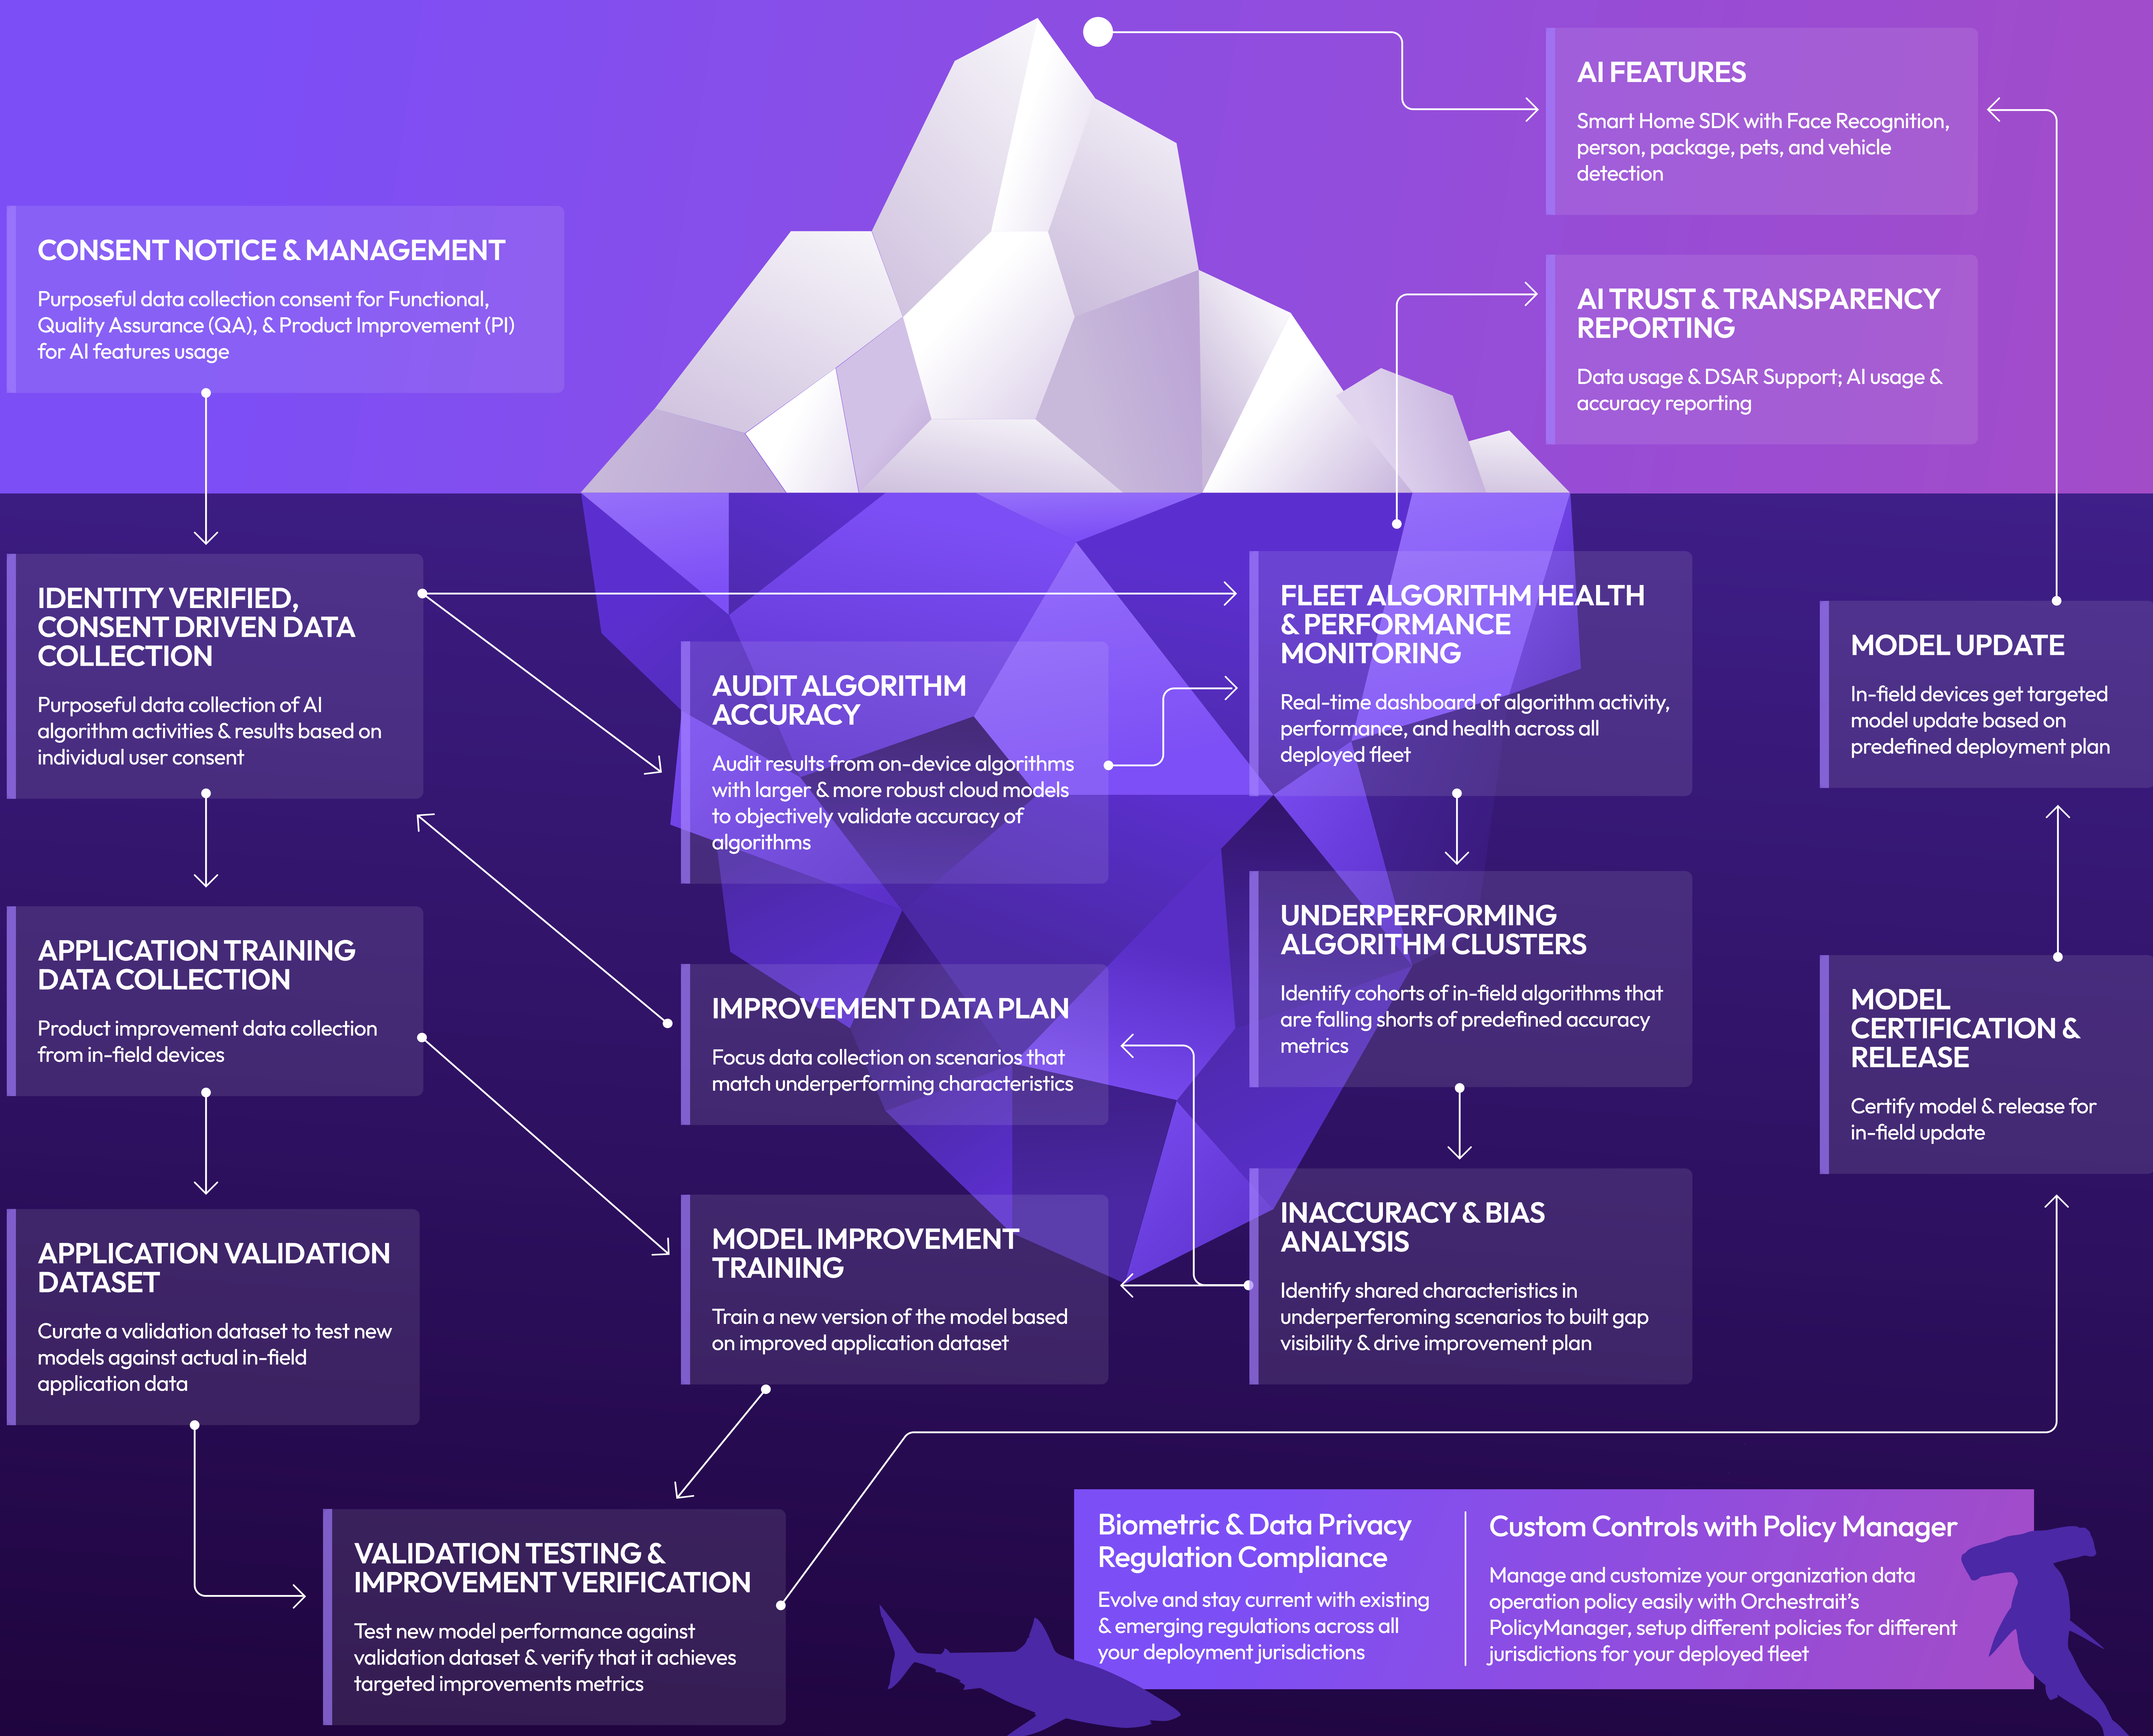 AI FEATURES
Smart Home SDK with Face Recognition,
person, package, pets, and vehicle
detection
CONSENT NOTICE & MANAGEMENT
Purposeful data collection consent for Functional,
Quality Assurance (QA), & Product Improvement (PI)
for AI features usage
AI TRUST & TRANSPARENCY
REPORTING
Data usage & DSAR Support; AI usage &
accuracy reporting
IDENTITY VERIFIED,
CONSENT DRIVEN DATA
COLLECTION
Purposeful data collection of AI
algorithm activities & results based on
individual user consent
AUDIT ALGORITHM
ACCURACY
Audit results from on-device algorithms
with larger & more robust cloud models
to objectively validate accuracy of
algorithms
FLEET ALGORITHM HEALTH
& PERFORMANCE
MONITORING
Real-time dashboard of algorithm activity,
performance, and health across all
deployed fleet
MODEL UPDATE
In-field devices get targeted
model update based on
predefined deployment plan
APPLICATION TRAINING
DATA COLLECTION
Product improvement data collection
from in-field devices
IMPROVEMENT DATA PLAN
Focus data collection on scenarios that
match underperforming characteristics
UNDERPERFORMING
ALGORITHM CLUSTERS
Identify cohorts of in-field algorithms that
are falling shorts of predefined accuracy
metrics
MODEL
CERTIFICATION &
RELEASE
Certify model & release for
in-field update
APPLICATION VALIDATION
DATASET
Curate a validation dataset to test new
models against actual in-field
application data
MODEL IMPROVEMENT
TRAINING
Train a new version of the model based
on improved application dataset
INACCURACY & BIAS
ANALYSIS
Identify shared characteristics in
underperferoming scenarios to built gap
visibility & drive improvement plan
VALIDATION TESTING &
IMPROVEMENT VERIFICATION
Test new model performance against
validation dataset & verify that it achieves
targeted improvements metrics
Biometric & Data Privacy
Regulation Compliance
Evolve and stay current with existing
& emerging regulations across all
your deployment jurisdictions
Custom Controls with Policy Manager
Manage and customize your organization data
operation policy easily with Orchestrait's
PolicyManager, setup different policies for different
jurisdictions for your deployed fleet